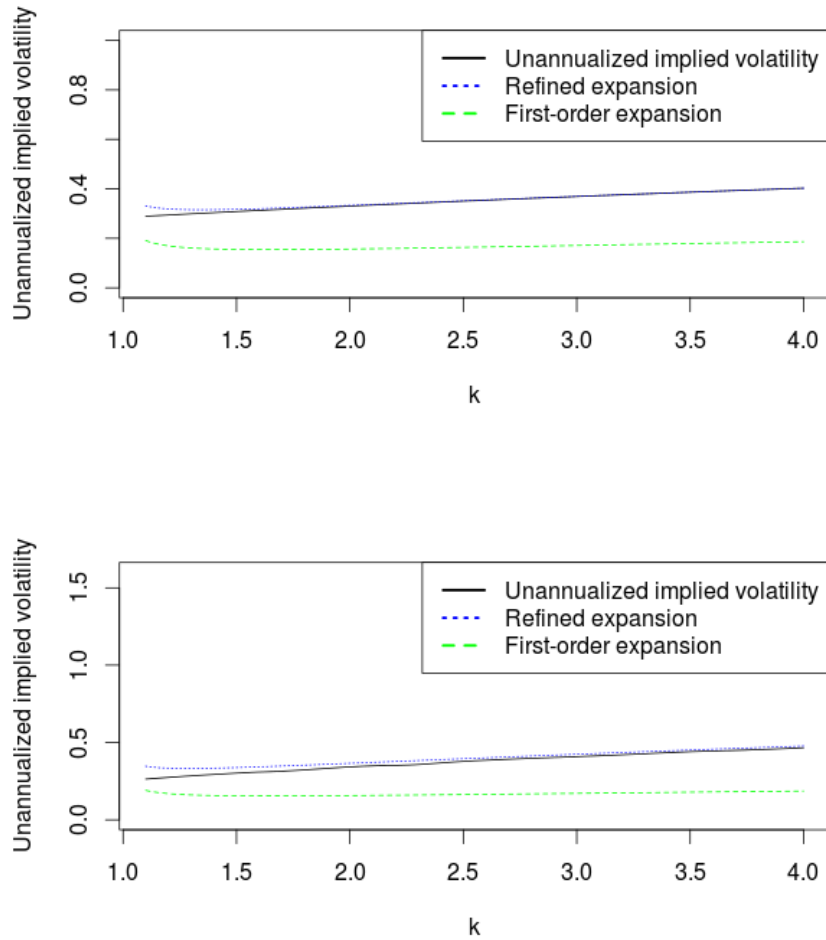 Unannualized implied volatility
0.0 0.4 0.8
Unannualized implied volatility
Refined expansion
First-order expansion
1.0 1.5 2.0 2.5 3.0 3.5 4.0
k
Unannualized implied volatility
0.0 0.5 1.0 1.5
Unannualized implied volatility
Refined expansion
First-order expansion
1.0 1.5 2.0 2.5 3.0 3.5 4.0
k